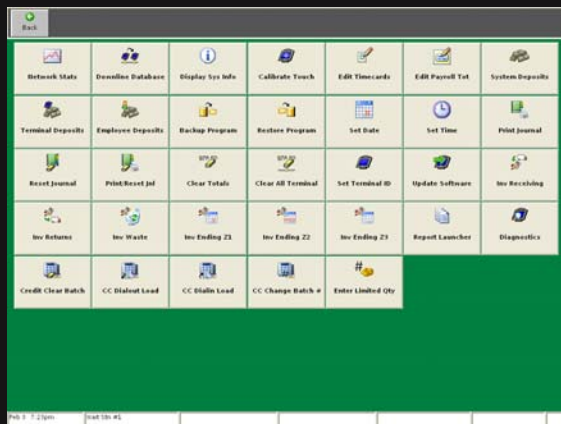 Back
Network Stats
Downline Database
Display Sys Info
Calibrate Touch
Edit Timecards
Edit Payroll Tot
System Deposits
Terminal Deposits
Employee Deposits
Backup Program
Restore Program
Set Date
Set Time
Print Journal
Reset Journal
Print/Reset Jnl
Clear Totals
Clear All Terminal
Set Terminal ID
Update Software
Inv Receiving
Inv Returns
Inv Waste
Inv Ending Z1
Inv Ending Z2
Inv Ending Z3
Report Launcher
Diagnostics
Credit Clear Batch
CC Dialout Load
CC Dialin Load
CC Change Batch #
Enter Limited Qty